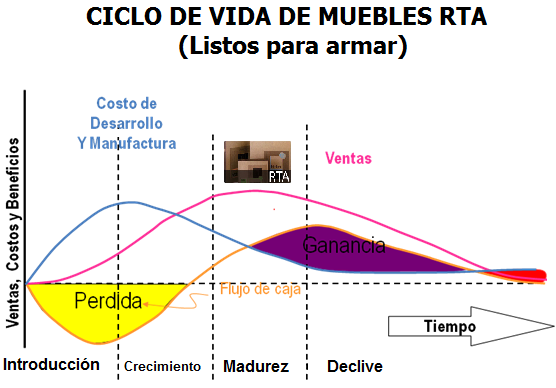 CICLO DE VIDA DE MUEBLES RTA
(Listos para armar)
Ventas, Costos y Beneficios
Costo de
Desarrollo
Y Manufactura
RTA
Ventas
Ganancia
Perdida
Flujo de caja
Tiempo
Introducción
Crecimiento
Madurez
Declive